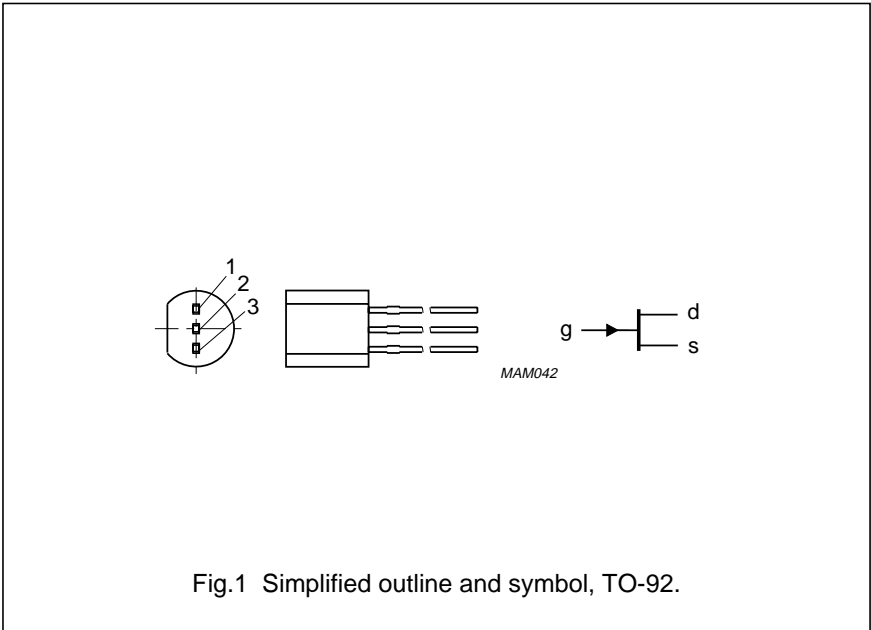 1
2
3
g
d
s
MAM042
Fig.1 Simplified outline and symbol, TO-92.